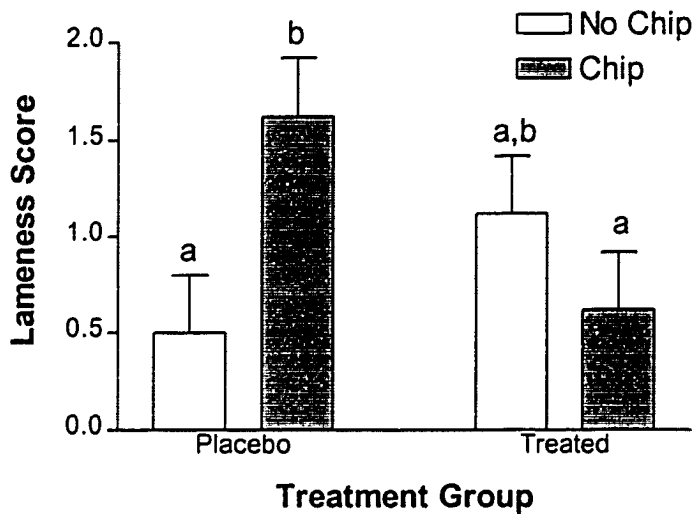 No Chip
Chip
Lameness Score
2.0
1.5
1.0
0.5
0.0
a
b
a,b
a
Placebo
Treated
Treatment Group